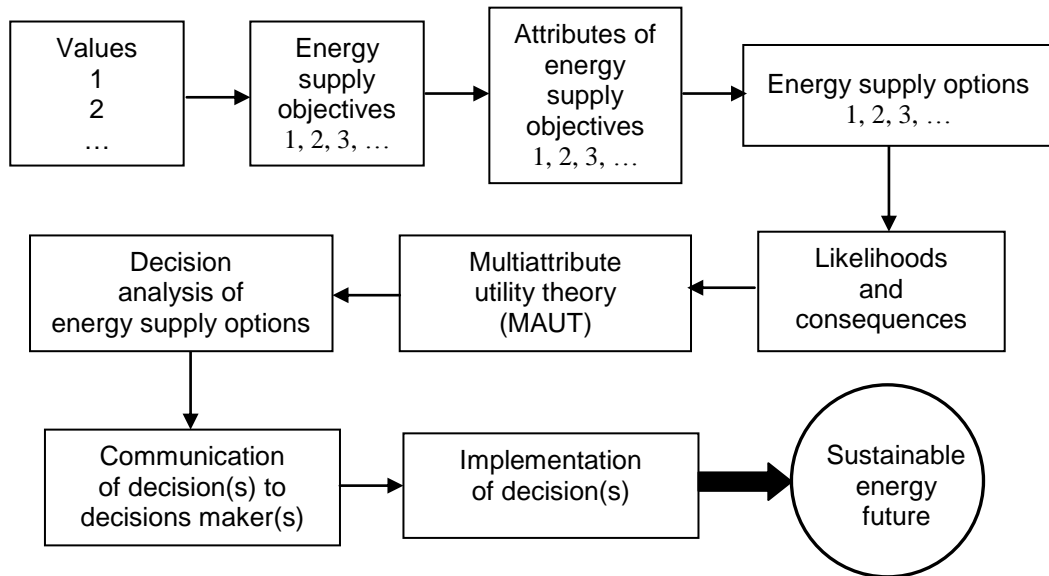 Values
1
2
…
Energy
supply
objectives
1, 2, 3, …
Attributes of
energy
supply
objectives
1, 2, 3, …
Energy supply options
1, 2, 3, …
Likelihoods
and
consequences
Multiattribute
utility theory
(MAUT)
Decision
analysis of
energy supply options
Communication
of decision(s) to
decisions maker(s)
Implementation
of decision(s)
Sustainable
energy
future